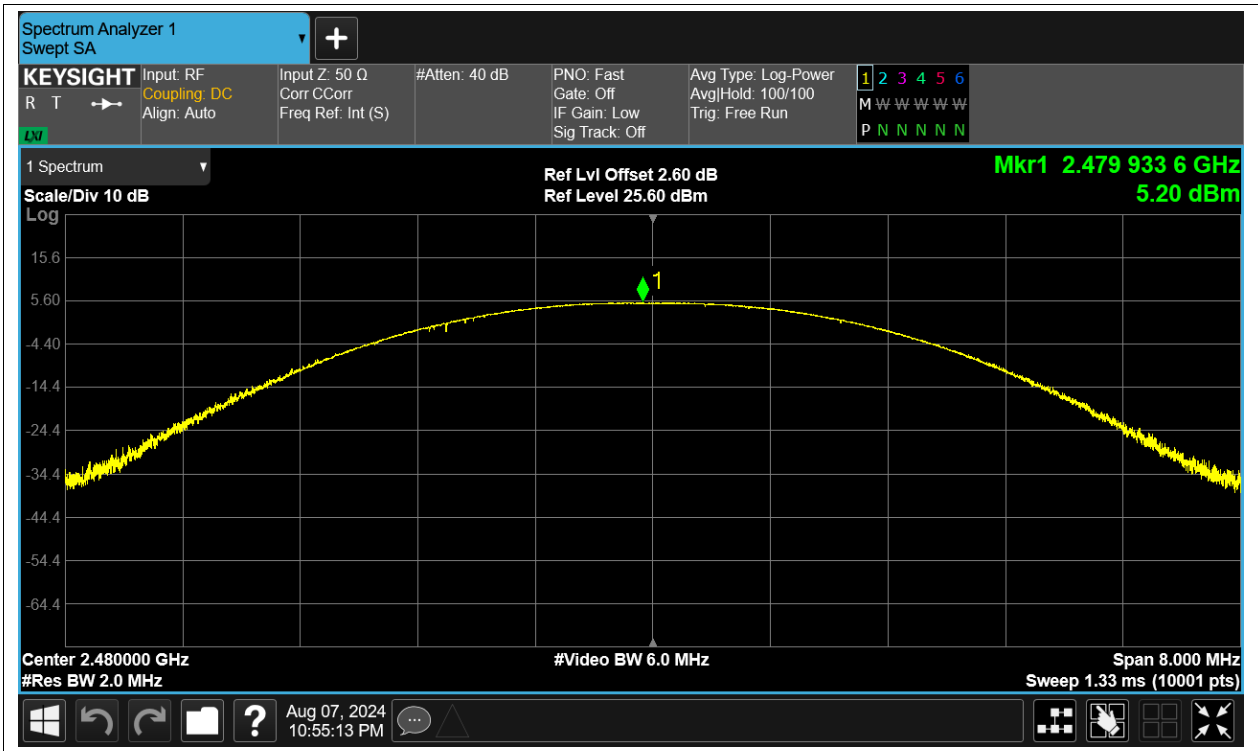 Spectrum Analyzer 1
Swept SA
KEYSIGHT
R T
LXI
Input: RF
Coupling: DC
Align: Auto
Input Z: 50 Ω
Corr CCorr
Freq Ref: Int (S)
#Atten: 40 dB
PNO: Fast
Gate: Off
IF Gain: Low
Sig Track: Off
Avg Type: Log-Power
Avg|Hold: 100/100
Trig: Free Run
1 2 3 4 5 6
M W W W W W
P N N N N N
1 Spectrum
Scale/Div 10 dB
Log
Ref Lvl Offset 2.60 dB
Ref Level 25.60 dBm
Mkr1 2.479 933 6 GHz
5.20 dBm
1
15.6
5.60
-4.40
-14.4
-24.4
-34.4
-44.4
-54.4
-64.4
Center 2.480000 GHz
#Res BW 2.0 MHz
#Video BW 6.0 MHz
Span 8.000 MHz
Sweep 1.33 ms (10001 pts)
?
Aug 07, 2024
10:55:13 PM